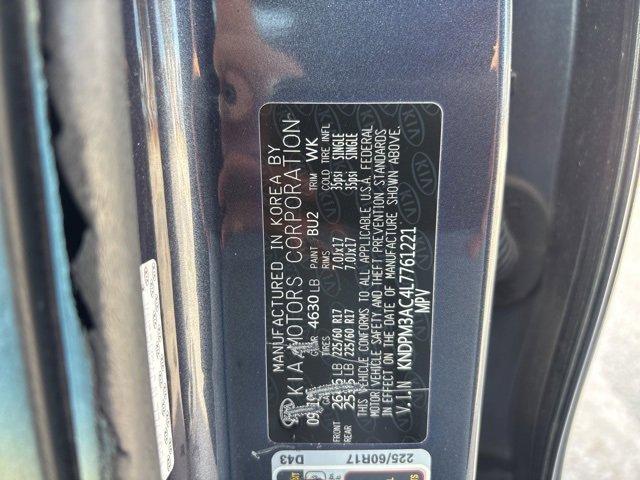 MANUFACTURED IN KOREA BY
KIA MOTORS CORPORATION
4630 LB PAINT BU2 TRIM WK
TIRES RIMS COLD TIRE INFL
LB 225/60 R17 7.0Jx17 35psi SINGLE
REAR LB 225/60 R17 7.0Jx17 35psi SINGLE
THIS VEHICLE CONFORMS TO ALL APPLICABLE U.S.A. FEDERAL
MOTOR VEHICLE SAFETY AND THEFT PREVENTION STANDARDS
IN EFFECT ON THE DATE OF MANUFACTURE SHOWN ABOVE.
V.I.N KNDPM3AC4L7761221
MPV
D43
225/60R17